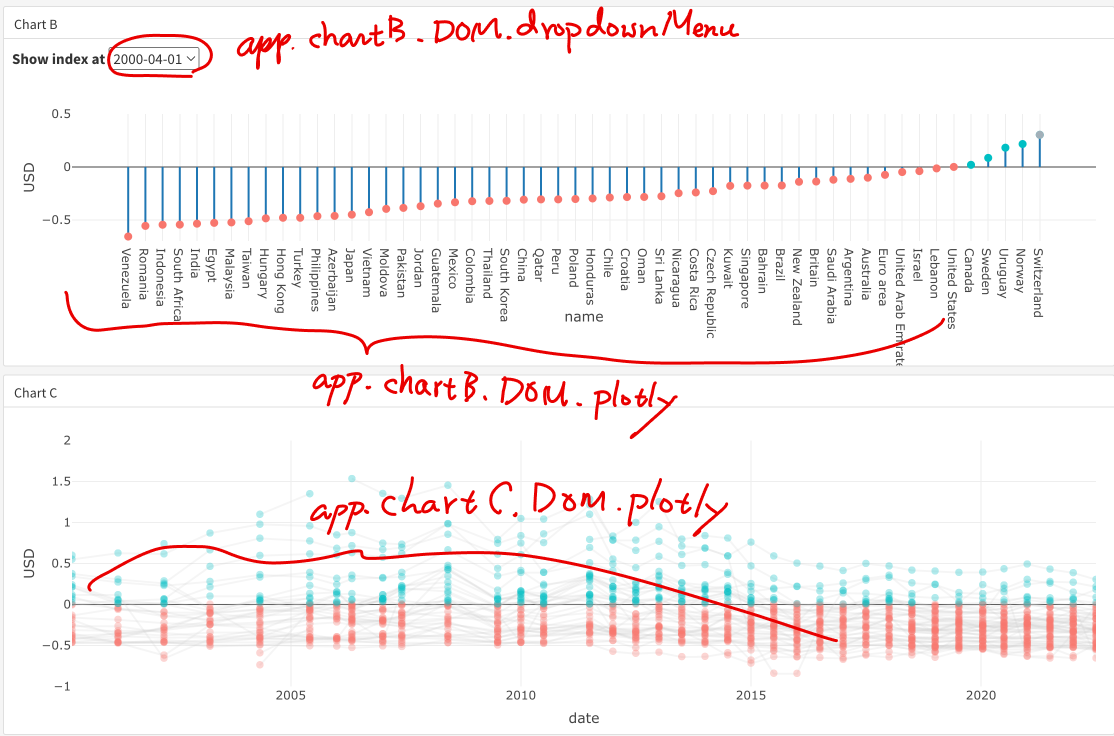 Chart B
app.chartB.DOM.dropdownMenu
Show index at 2000-04-01
0.5
0
−0.5
USD
Venezuela
Romania
Indonesia
South Africa
India
Egypt
Malaysia
Taiwan
Hungary
Hong Kong
Turkey
Philippines
Azerbaijan
Japan
Vietnam
Moldova
Pakistan
Jordan
Guatemala
Mexico
Colombia
Thailand
South Korea
China
Qatar
Peru
Poland
Honduras
Chile
Croatia
Oman
Sri Lanka
Nicaragua
Costa Rica
Czech Republic
Kuwait
Singapore
Bahrain
Brazil
New Zealand
Britain
Saudi Arabia
Argentina
Australia
Euro area
United Arab Emirate
Israel
Lebanon
United States
Canada
Sweden
Uruguay
Norway
Switzerland
name
app.chartB.DOM.plotly
Chart C
app.chartC.DOM.plotly
2
1.5
1
0.5
0
−0.5
−1
USD
2005 2010 2015 2020
date